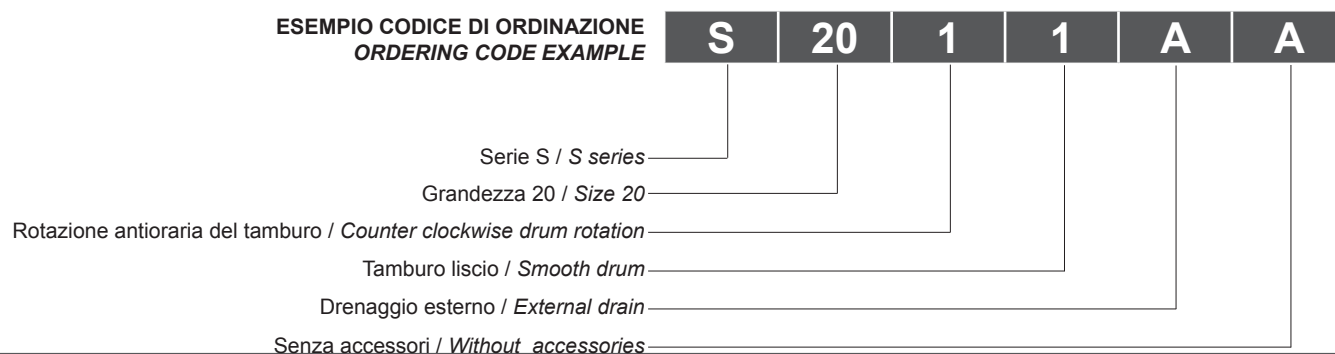 ESEMPIO CODICE DI ORDINAZIONE
ORDERING CODE EXAMPLE
S 20 1 1 A A
Serie S / S series
Grandezza 20 / Size 20
Rotazione antioraria del tamburo / Counter clockwise drum rotation
Tamburo liscio / Smooth drum
Drenaggio esterno / External drain
Senza accessori / Without accessories